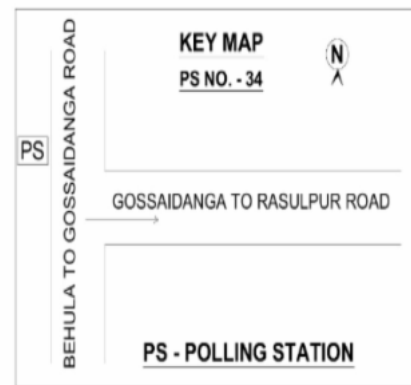 KEY MAP
PS NO. - 34
N
PS
BEHULA TO GOSSAIDANGA ROAD
GOSSAIDANGA TO RASULPUR ROAD
PS - POLLING STATION